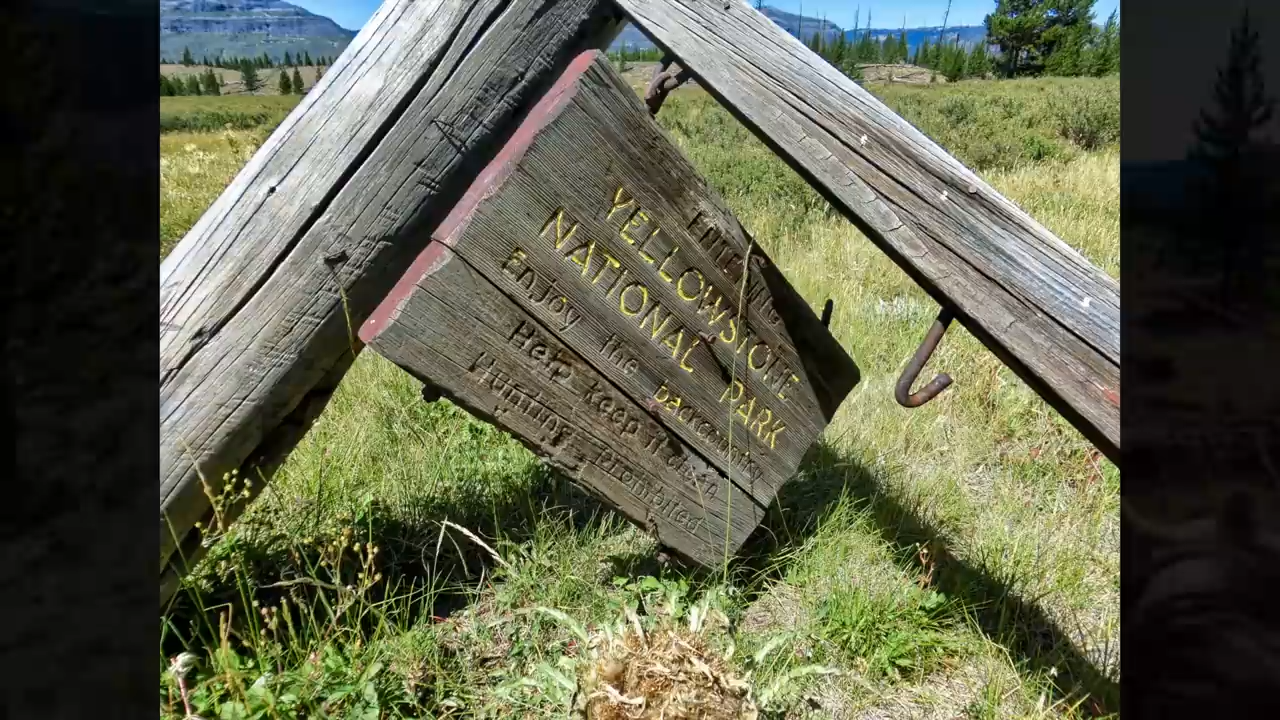 Entering
YELLOWSTONE
NATIONAL PARK
Enjoy the backcountry
Help keep it clean
Hunting Prohibited